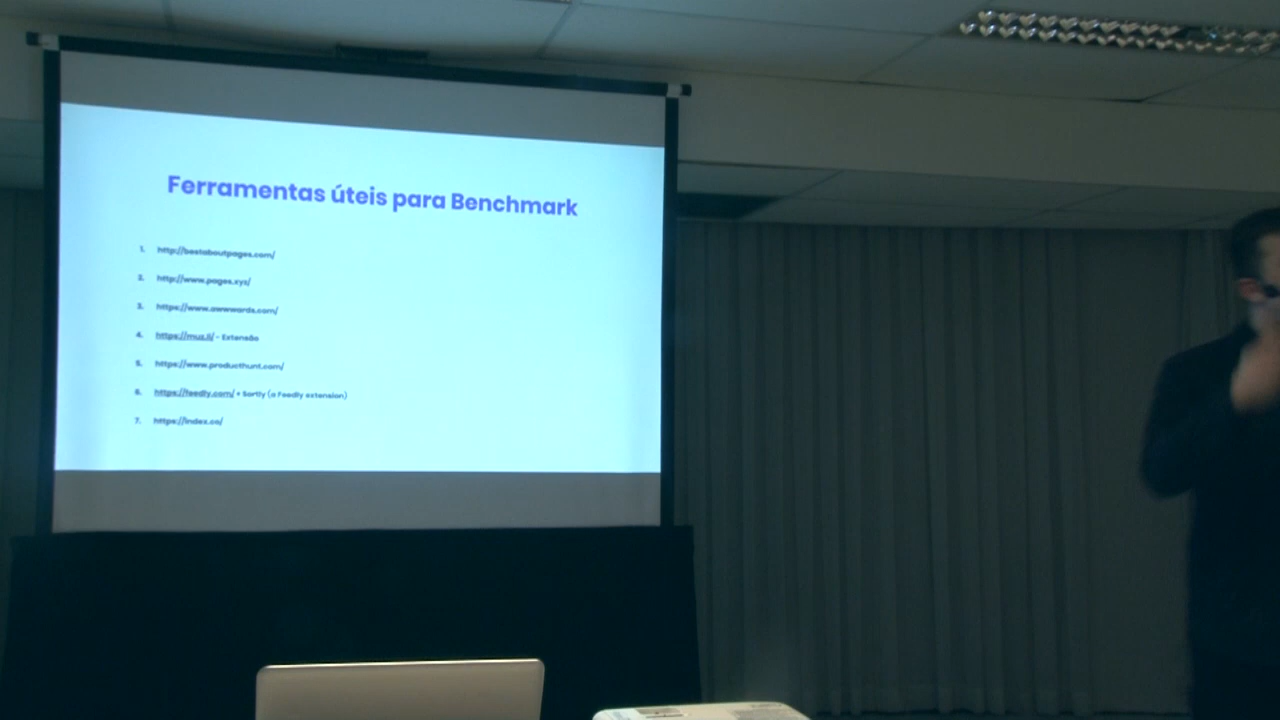 Ferramentas úteis para Benchmark
1. http://bestaboutpages.com/
2. http://www.pages.xyz/
3. https://www.awwwards.com/
4. https://mus.li/ - Extensão
5. https://www.producthunt.com/
6. https://feedly.com/ + Sortly (a Feedly extension)
7. https://index.co/